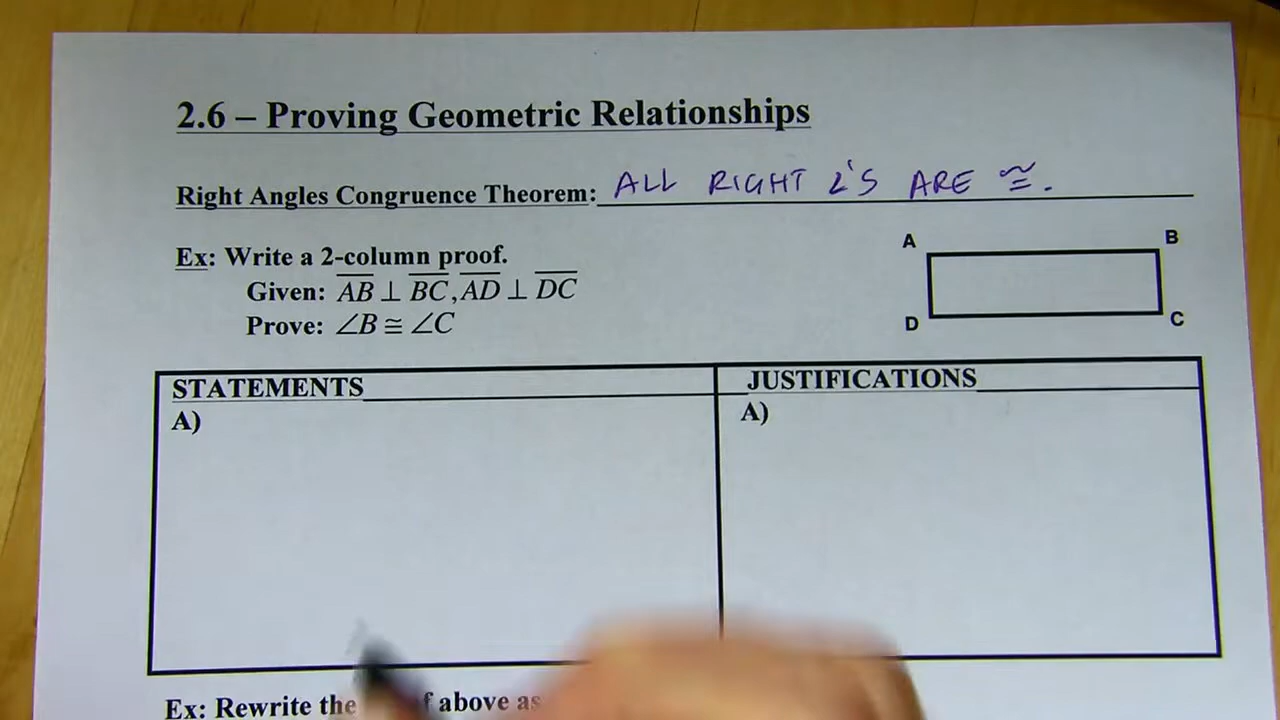 2.6 – Proving Geometric Relationships
Right Angles Congruence Theorem: ALL RIGHT ∠'S ARE ≅.
Ex: Write a 2-column proof.
Given: AB ⊥ BC, AD ⊥ DC
Prove: ∠B ≅ ∠C
A B
D C
STATEMENTS JUSTIFICATIONS
A) A)
Ex: Rewrite the above as